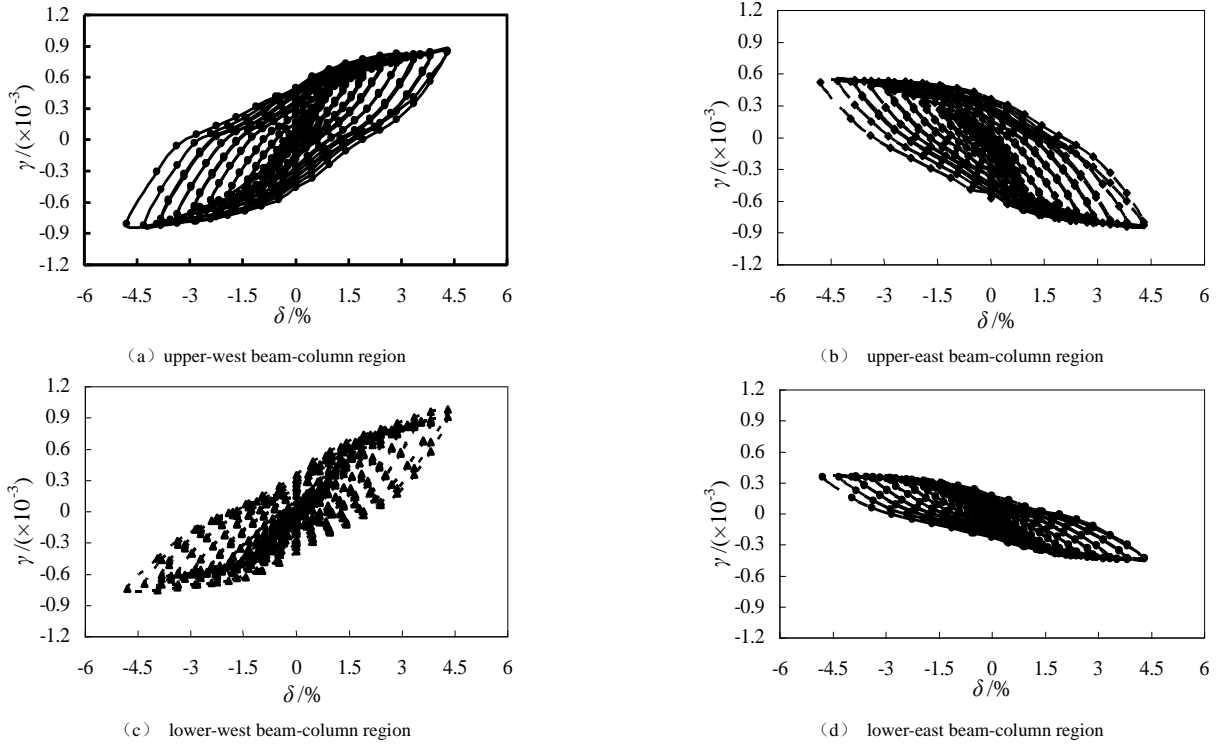 1.2
0.9
0.6
0.3
0
-0.3
-0.6
-0.9
-1.2
γ/(×10⁻³)
-6 -4.5 -3 -1.5 0 1.5 3 4.5 6
δ/%
（a）upper-west beam-column region
1.2
0.9
0.6
0.3
0
-0.3
-0.6
-0.9
-1.2
γ/(×10⁻³)
-6 -4.5 -3 -1.5 0 1.5 3 4.5 6
δ/%
（b） upper-east beam-column region
1.2
0.9
0.6
0.3
0
-0.3
-0.6
-0.9
-1.2
γ/(×10⁻³)
-6 -4.5 -3 -1.5 0 1.5 3 4.5 6
δ/%
（c） lower-west beam-column region
1.2
0.9
0.6
0.3
0
-0.3
-0.6
-0.9
-1.2
γ/(×10⁻³)
-6 -4.5 -3 -1.5 0 1.5 3 4.5 6
δ/%
（d） lower-east beam-column region